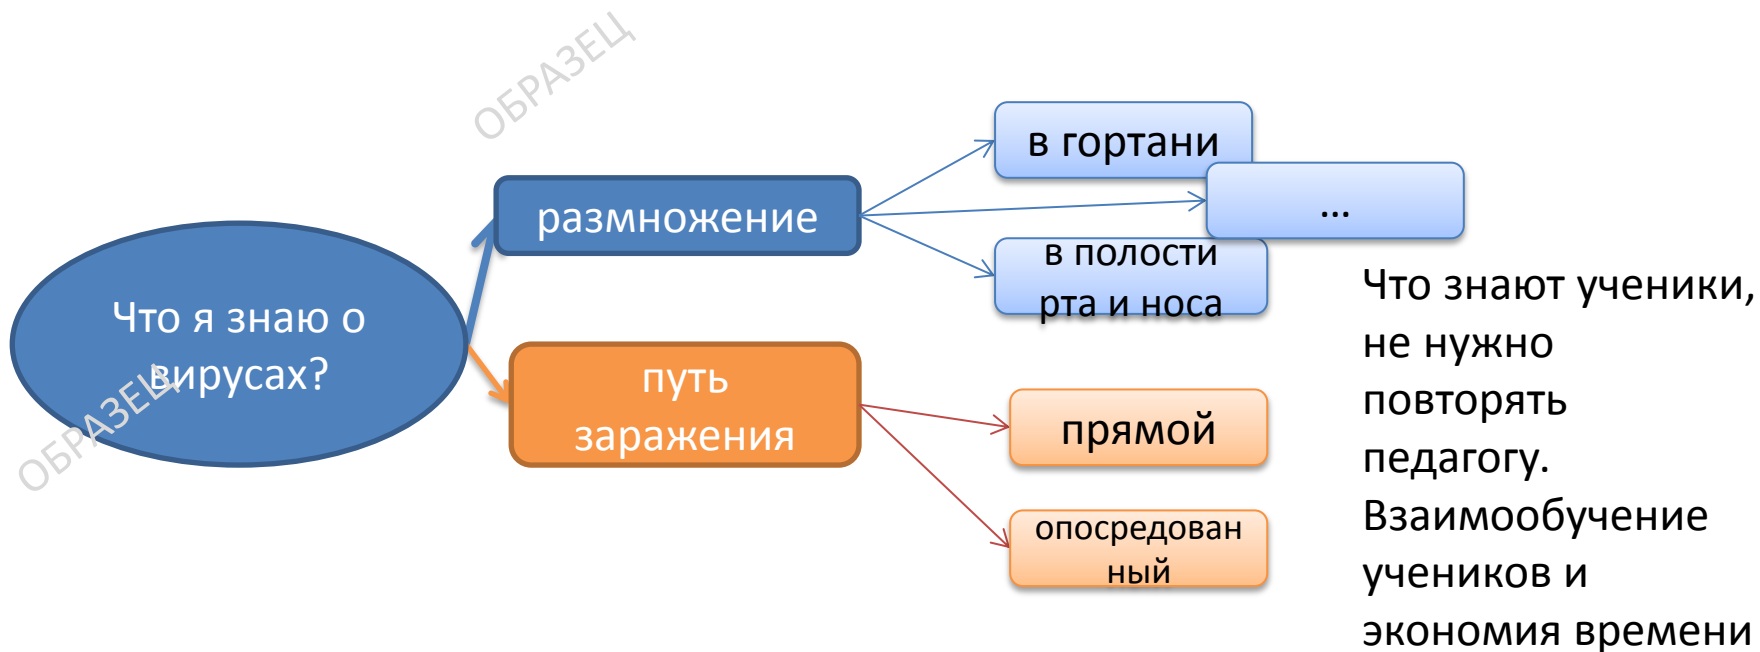 ОБРАЗЕЦ
в гортани
размножение
...
в полости
рта и носа
Что я знаю о
вирусах?
ОБРАЗЕЦ
путь
заражения
прямой
опосредован
ный
Что знают ученики,
не нужно
повторять
педагогу.
Взаимообучение
учеников и
экономия времени